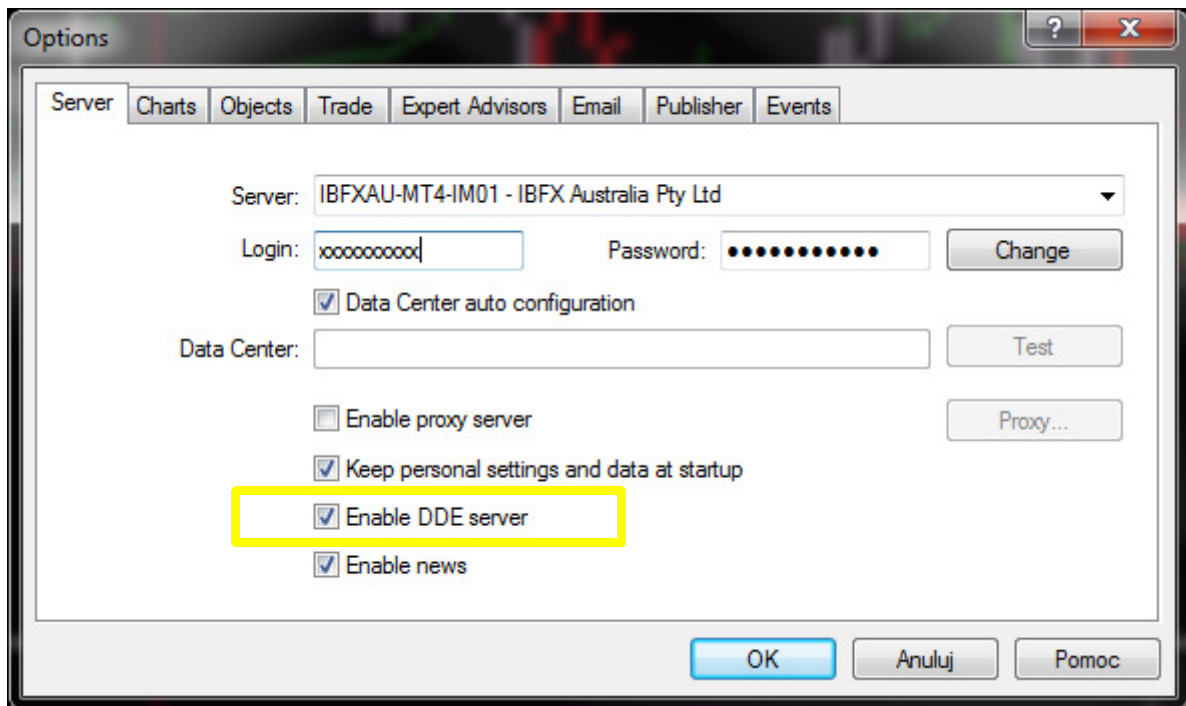 Options
?
X
Server Charts Objects Trade Expert Advisors Email Publisher Events
Server: IBFXAU-MT4-IM01 - IBFX Australia Pty Ltd
Login: xxxxxxxxxx Password: ●●●●●●●●●●● Change
Data Center auto configuration
Data Center: Test
Enable proxy server Proxy...
Keep personal settings and data at startup
Enable DDE server
Enable news
OK Anuluj Pomoc